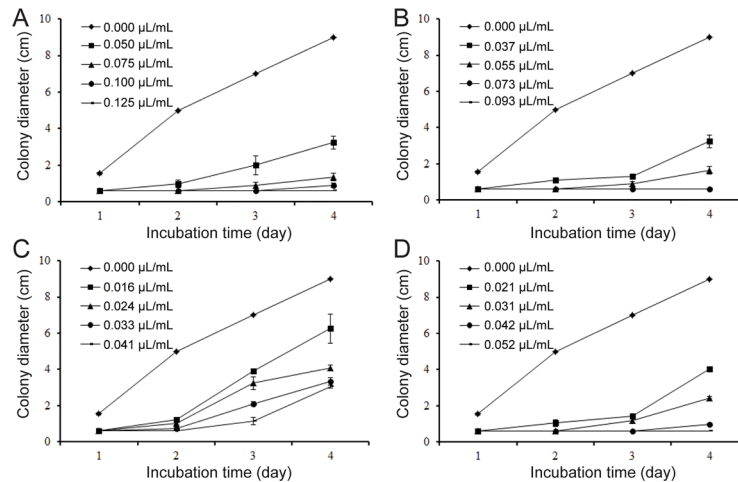 A
Colony diameter (cm)
10
8
6
4
2
0
0.000 µL/mL
0.050 µL/mL
0.075 µL/mL
0.100 µL/mL
0.125 µL/mL
1 2 3 4
Incubation time (day)
B
Colony diameter (cm)
10
8
6
4
2
0
0.000 µL/mL
0.037 µL/mL
0.055 µL/mL
0.073 µL/mL
0.093 µL/mL
1 2 3 4
Incubation time (day)
C
Colony diameter (cm)
10
8
6
4
2
0
0.000 µL/mL
0.016 µL/mL
0.024 µL/mL
0.033 µL/mL
0.041 µL/mL
1 2 3 4
Incubation time (day)
D
Colony diameter (cm)
10
8
6
4
2
0
0.000 µL/mL
0.021 µL/mL
0.031 µL/mL
0.042 µL/mL
0.052 µL/mL
1 2 3 4
Incubation time (day)